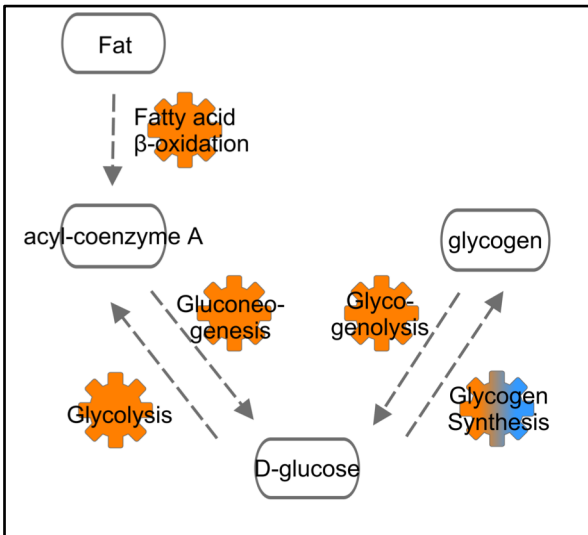 Fat
Fatty acid
β-oxidation
acyl-coenzyme A
glycogen
Gluconeo-
genesis
Glyco-
genolysis
Glycolysis
Glycogen
Synthesis
D-glucose